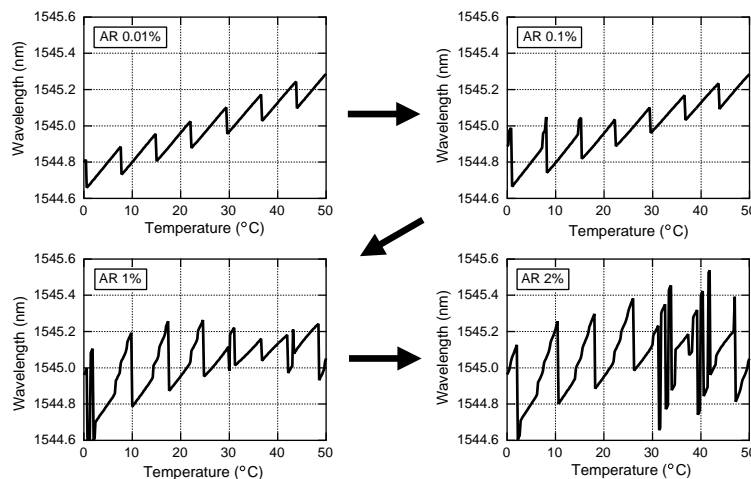 1545.6
AR 0.01%
1545.4
1545.2
1545.0
1544.8
1544.6
0 10 20 30 40 50
Wavelength (nm)
Temperature (°C)
1545.6
AR 0.1%
1545.4
1545.2
1545.0
1544.8
1544.6
0 10 20 30 40 50
Wavelength (nm)
Temperature (°C)
1545.6
AR 1%
1545.4
1545.2
1545.0
1544.8
1544.6
0 10 20 30 40 50
Wavelength (nm)
Temperature (°C)
1545.6
AR 2%
1545.4
1545.2
1545.0
1544.8
1544.6
0 10 20 30 40 50
Wavelength (nm)
Temperature (°C)